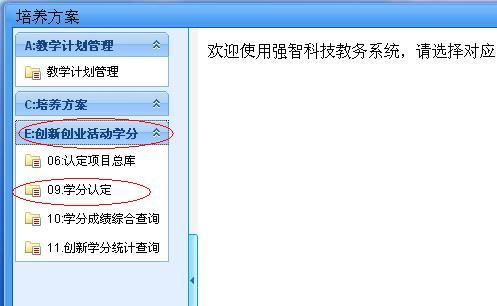 培养方案
A:教学计划管理
教学计划管理
C:培养方案
E:创新创业活动学分
06.认定项目总库
09.学分认定
10:学分成绩综合查询
11.创新学分统计查询
欢迎使用强智科技教务系统，请选择对应